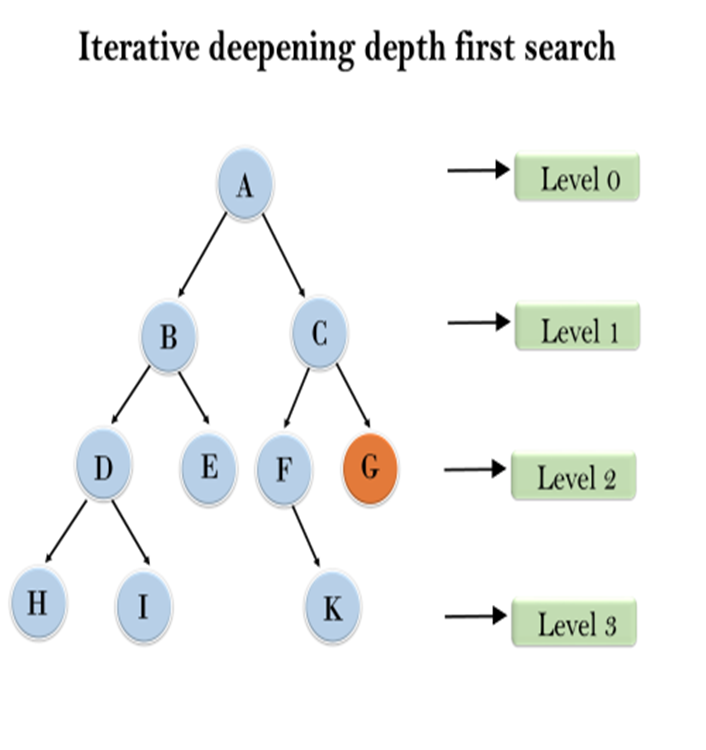 Iterative deepening depth first search
A
Level 0
B
C
Level 1
D
E
F
G
Level 2
H
I
K
Level 3